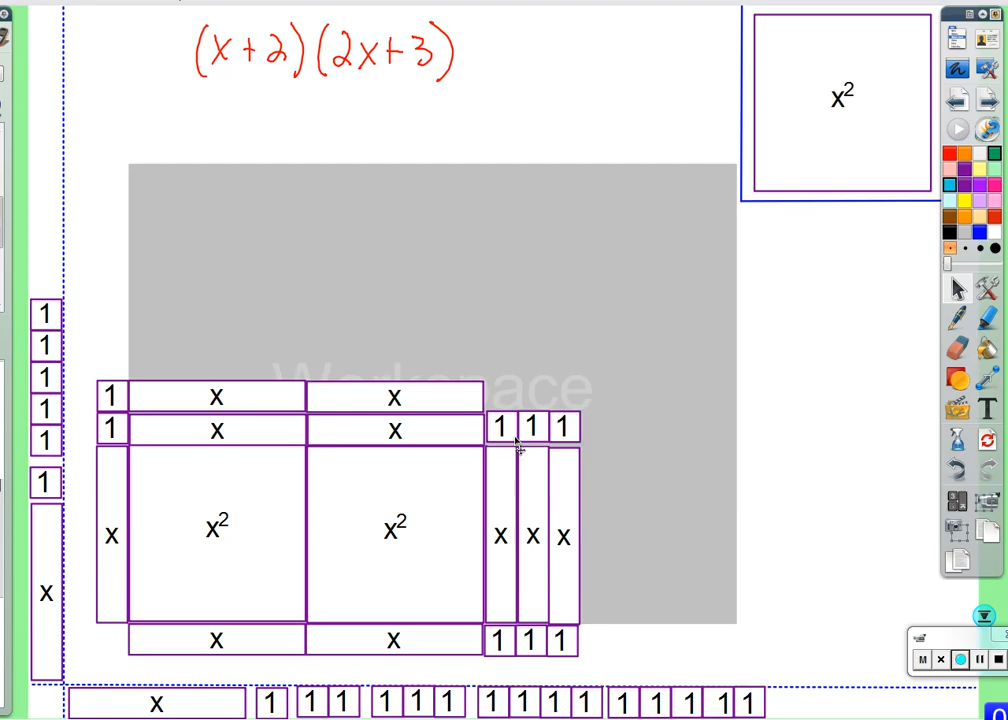 (x+2)(2x+3)
x²
1
1
1
1
1
1
x
Workspace
1 x x
1 x x 1 1 1
x x² x² x x x
x x 1 1 1
x 1 1 1 1 1 1 1 1 1 1 1 1 1 1 1
T
M